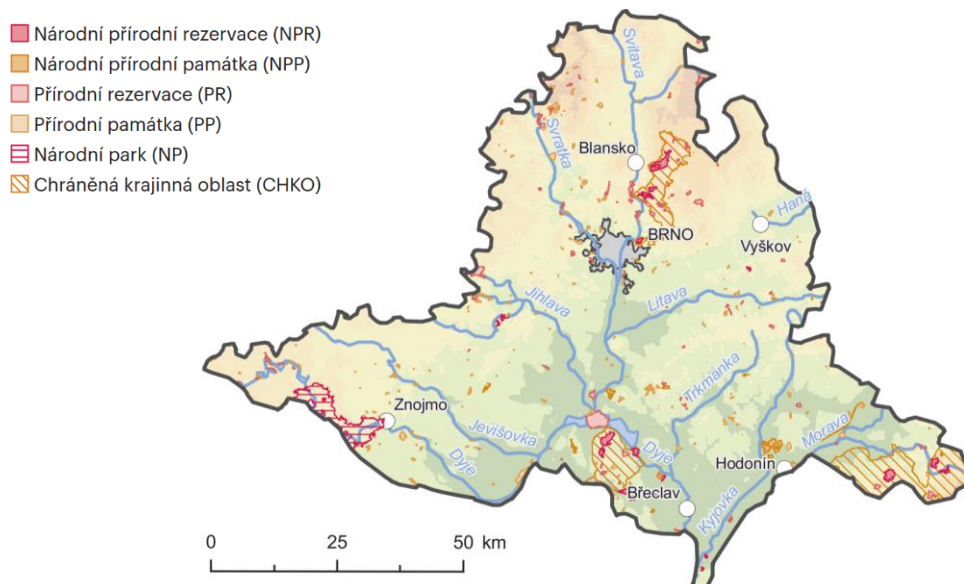 Národní přírodní rezervace (NPR)
Národní přírodní památka (NPP)
Přírodní rezervace (PR)
Přírodní památka (PP)
Národní park (NP)
Chráněná krajinná oblast (CHKO)
Svitava
Svratka
Blansko
Haná
BRNO
Vyškov
Jihlava
Litava
Trkmanka
Znojmo
Jevišovka
Morava
Dyje
Dyje
Hodonín
Břeclav
Kyjovka
0 25 50 km